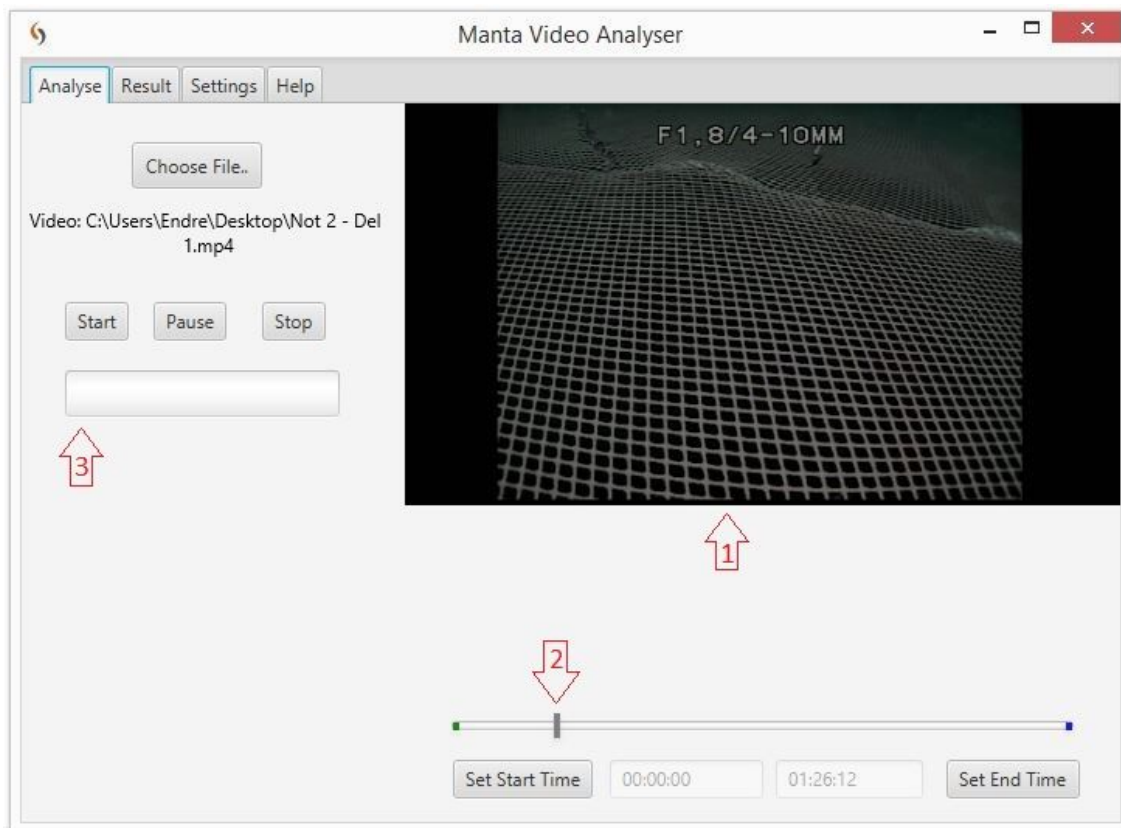 Manta Video Analyser
Analyse Result Settings Help
Choose File..
Video: C:\Users\Endre\Desktop\Not 2 - Del
1.mp4
Start Pause Stop
3
F1,8/4-10MM
1
2
Set Start Time 00:00:00 01:26:12 Set End Time